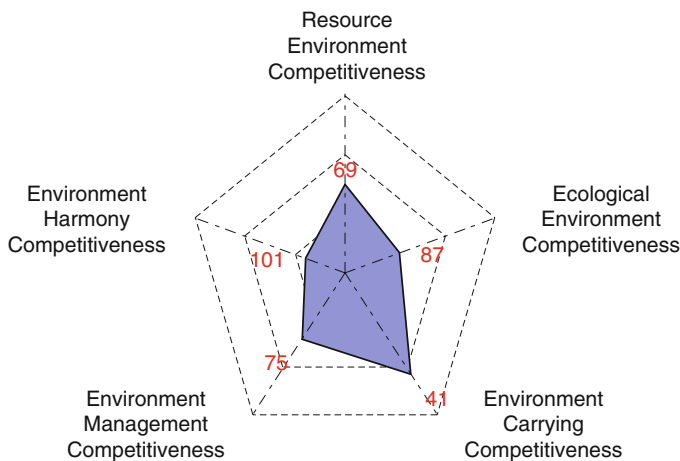 Resource
Environment
Competitiveness
69
Environment
Harmony
Competitiveness
101
Ecological
Environment
Competitiveness
87
75
Environment
Management
Competitiveness
41
Environment
Carrying
Competitiveness